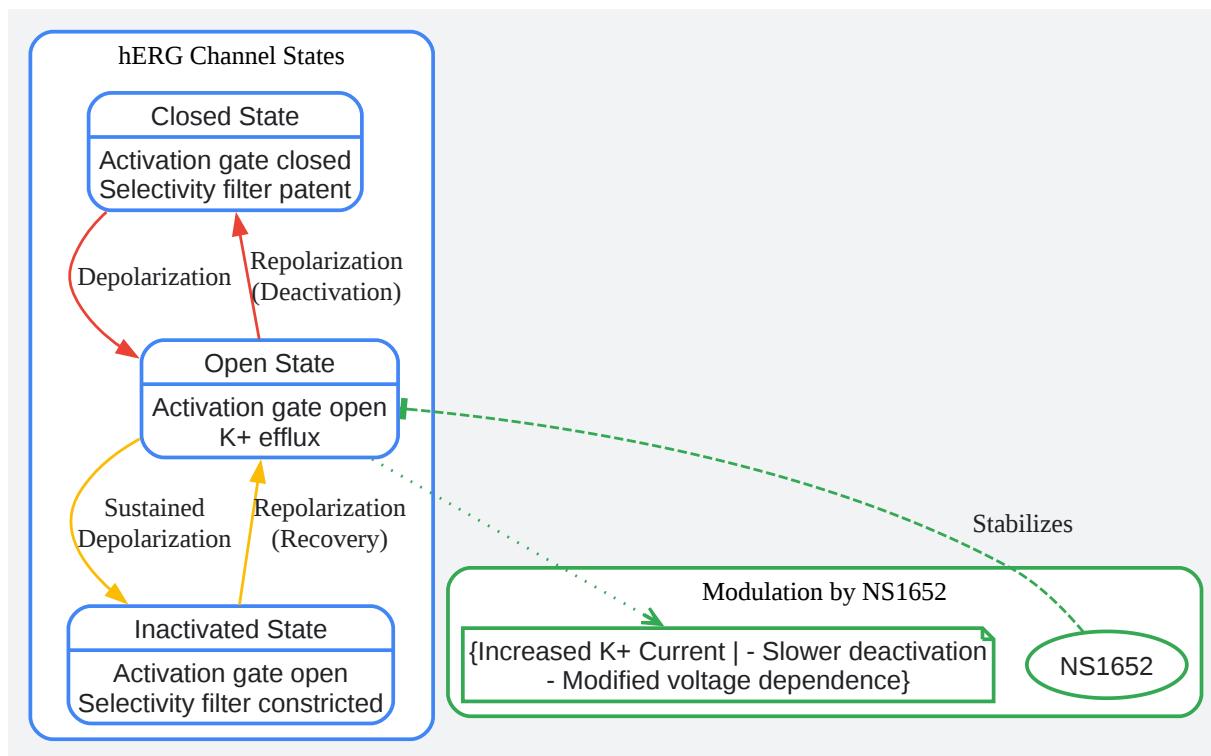 hERG Channel States
Closed State
Activation gate closed
Selectivity filter patent
Depolarization
Repolarization
(Deactivation)
Open State
Activation gate open
K+ efflux
Sustained
Depolarization
Repolarization
(Recovery)
Stabilizes
Inactivated State
Activation gate open
Selectivity filter constricted
Modulation by NS1652
{Increased K+ Current | - Slower deactivation
- Modified voltage dependence}
NS1652